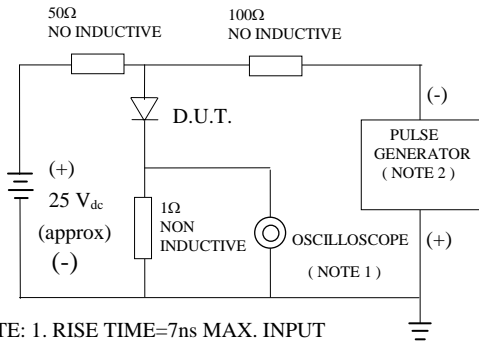 50Ω
NO INDUCTIVE
100Ω
NO INDUCTIVE
(-)
D.U.T.
PULSE
GENERATOR
( NOTE 2 )
(+)
25 Vdc
(approx)
(-)
1Ω
NON
INDUCTIVE
OSCILLOSCOPE
( NOTE 1 )
(+)
TE: 1. RISE TIME=7ns MAX. INPUT